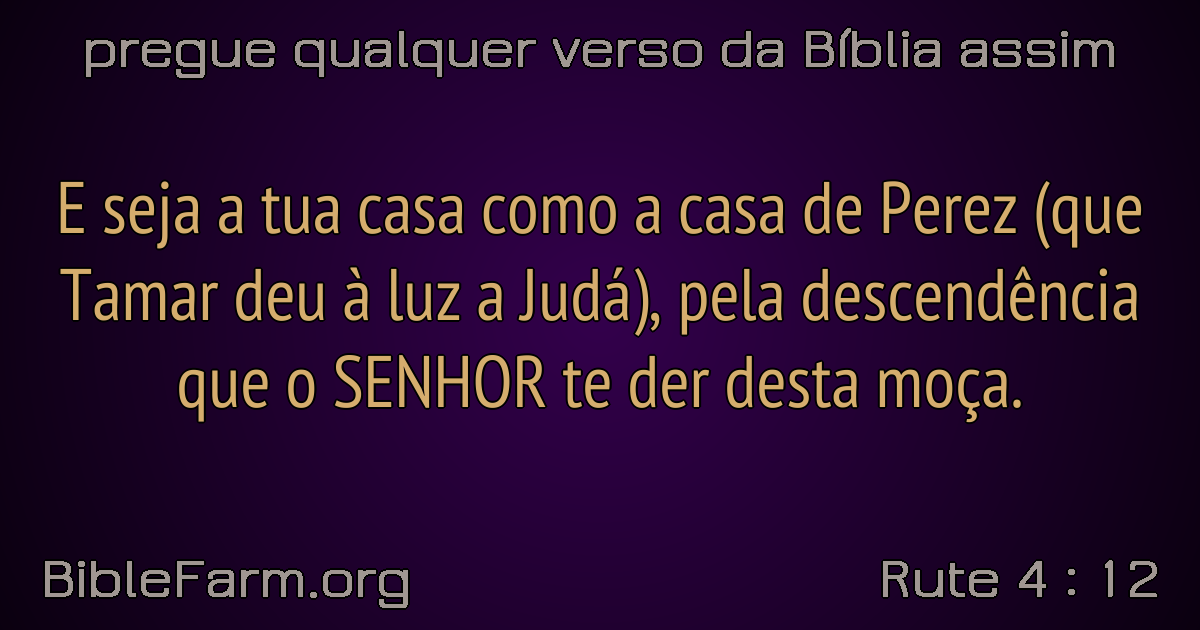 pregue qualquer verso da Bíblia assim
E seja a tua casa como a casa de Perez (que
Tamar deu à luz a Judá), pela descendência
que o SENHOR te der desta moça.
BibleFarm.org
Rute 4 : 12